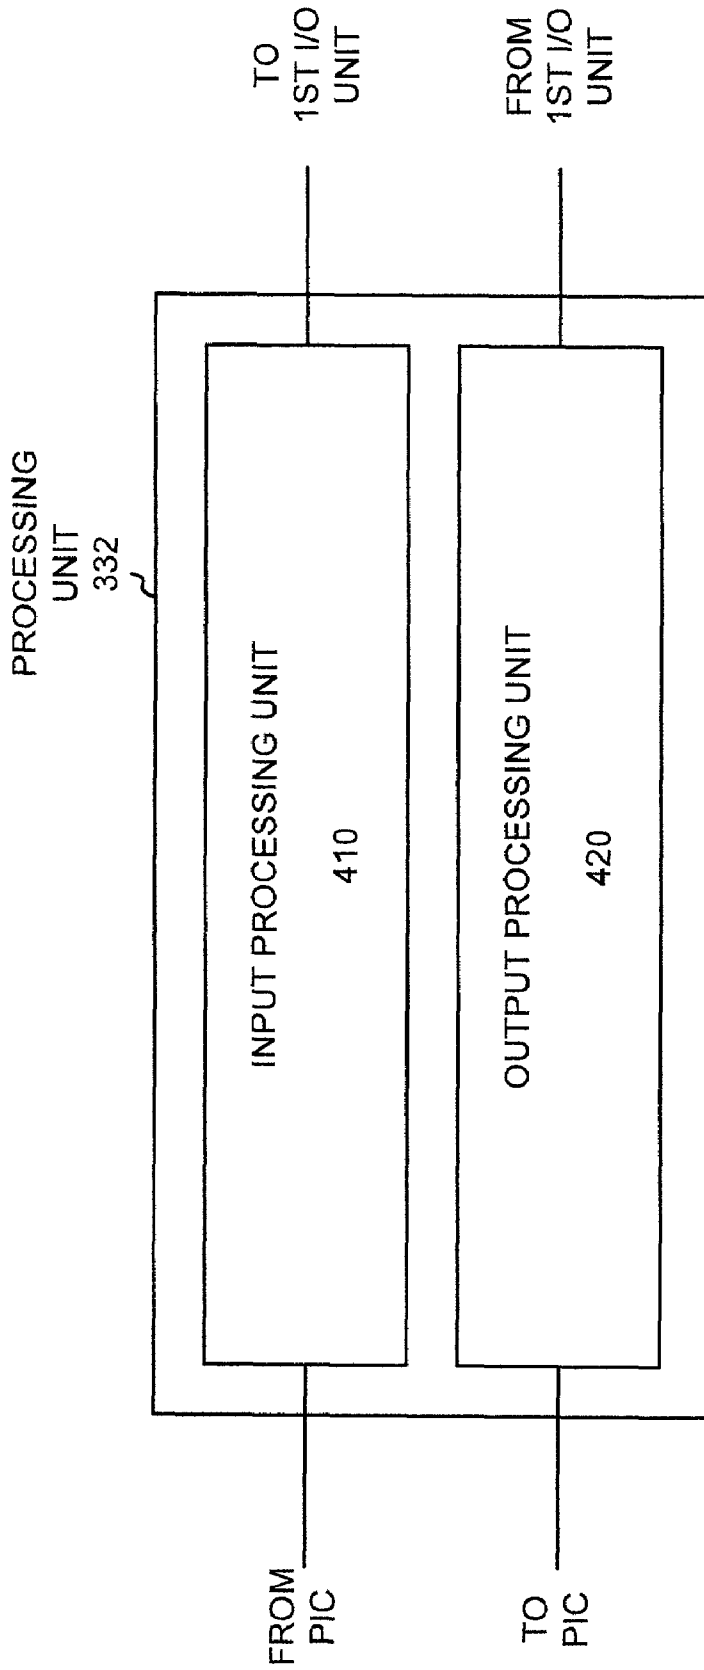 PROCESSING
UNIT
332
FROM
PIC
INPUT PROCESSING UNIT
410
TO
1ST I/O
UNIT
TO
PIC
OUTPUT PROCESSING UNIT
420
FROM
1ST I/O
UNIT